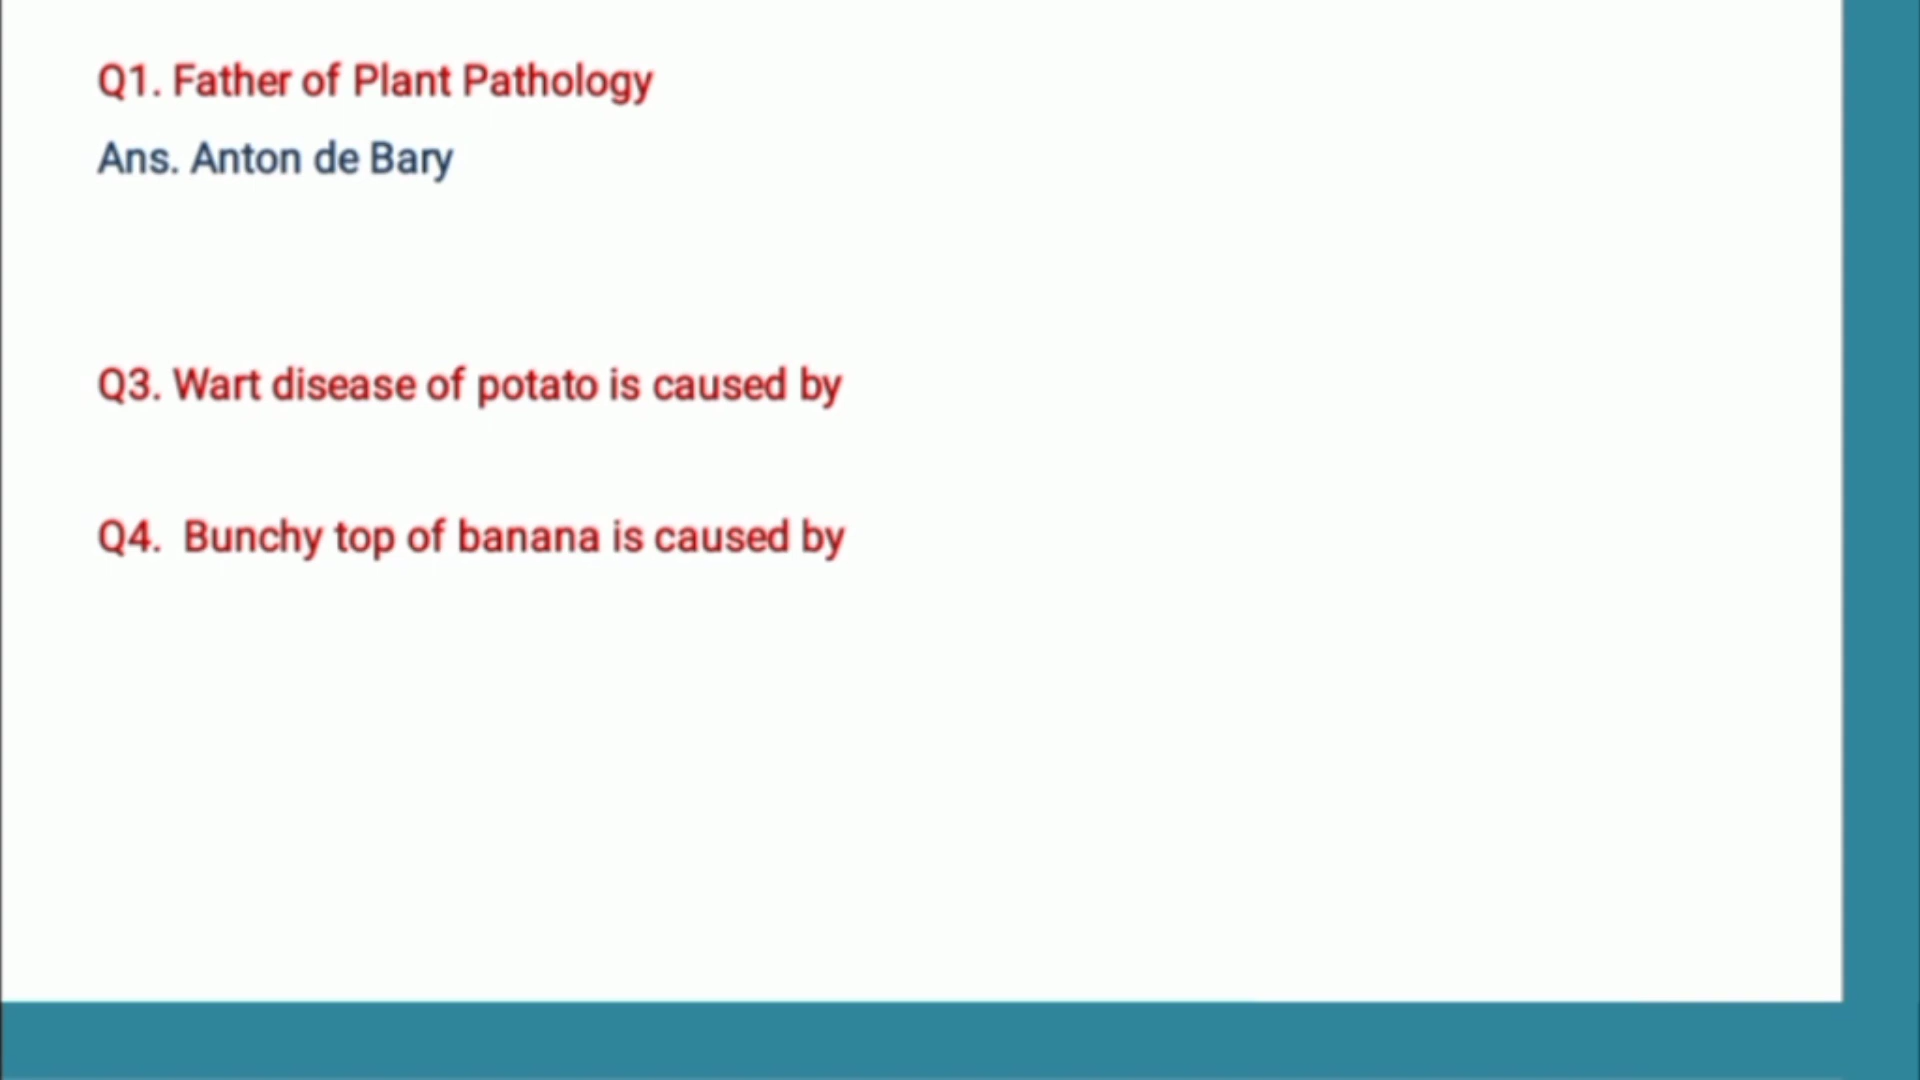 Q1. Father of Plant Pathology
Ans. Anton de Bary
Q3. Wart disease of potato is caused by
Q4. Bunchy top of banana is caused by